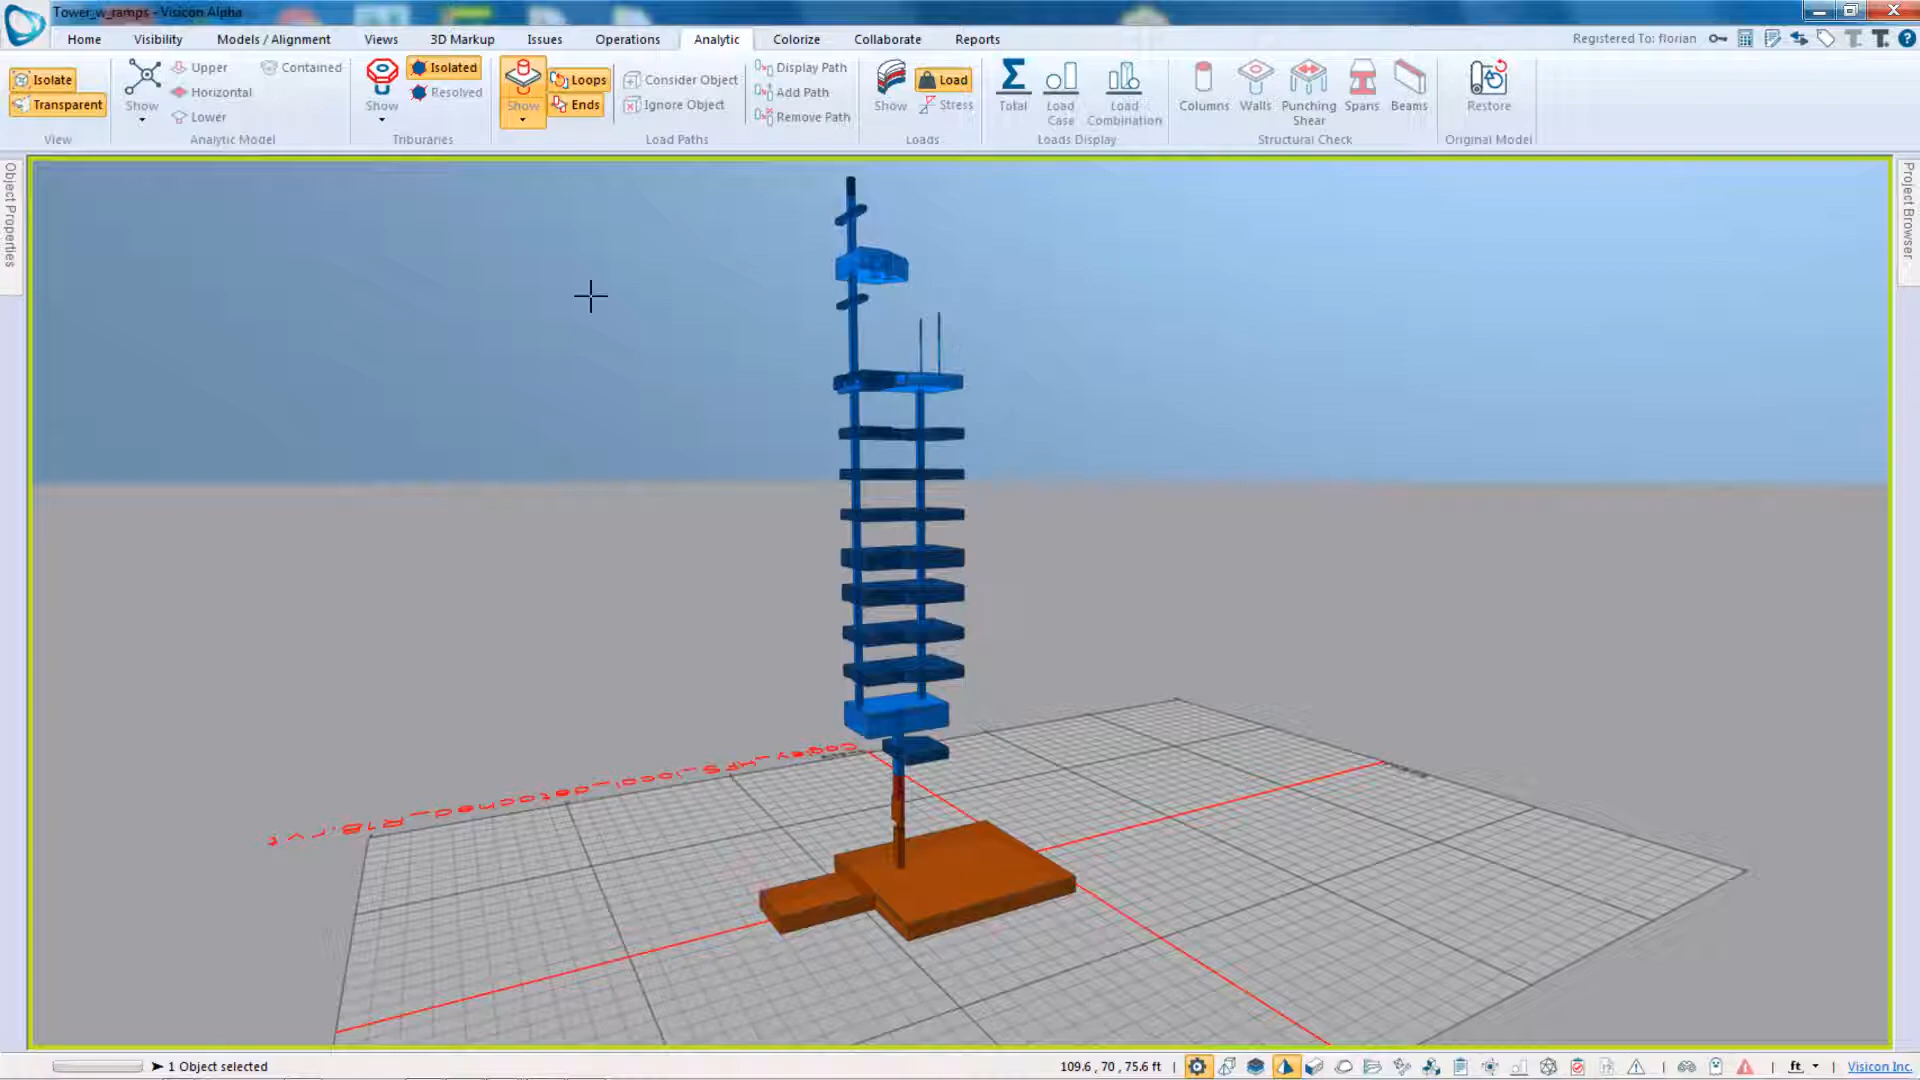 Tower_w_ramps - Visicon Alpha
Home
Visibility
Models / Alignment
Views
3D Markup
Issues
Operations
Analytic
Colorize
Collaborate
Reports
Registered To: florian
Isolate
Transparent
View
Show
Upper
Horizontal
Lower
Contained
Analytic Model
Show
Isolated
Resolved
Tributaries
Show
Loops
Ends
Consider Object
Ignore Object
Display Path
Add Path
Remove Path
Load Paths
Show
Load
Stress
Loads
Total
Load
Case
Load
Combination
Loads Display
Columns
Walls
Punching
Shear
Spans
Beams
Structural Check
Restore
Original Model
Object Properties
Project Browser
1 Object selected
109.6 , 70 , 75.6 ft
ft
Visicon Inc.